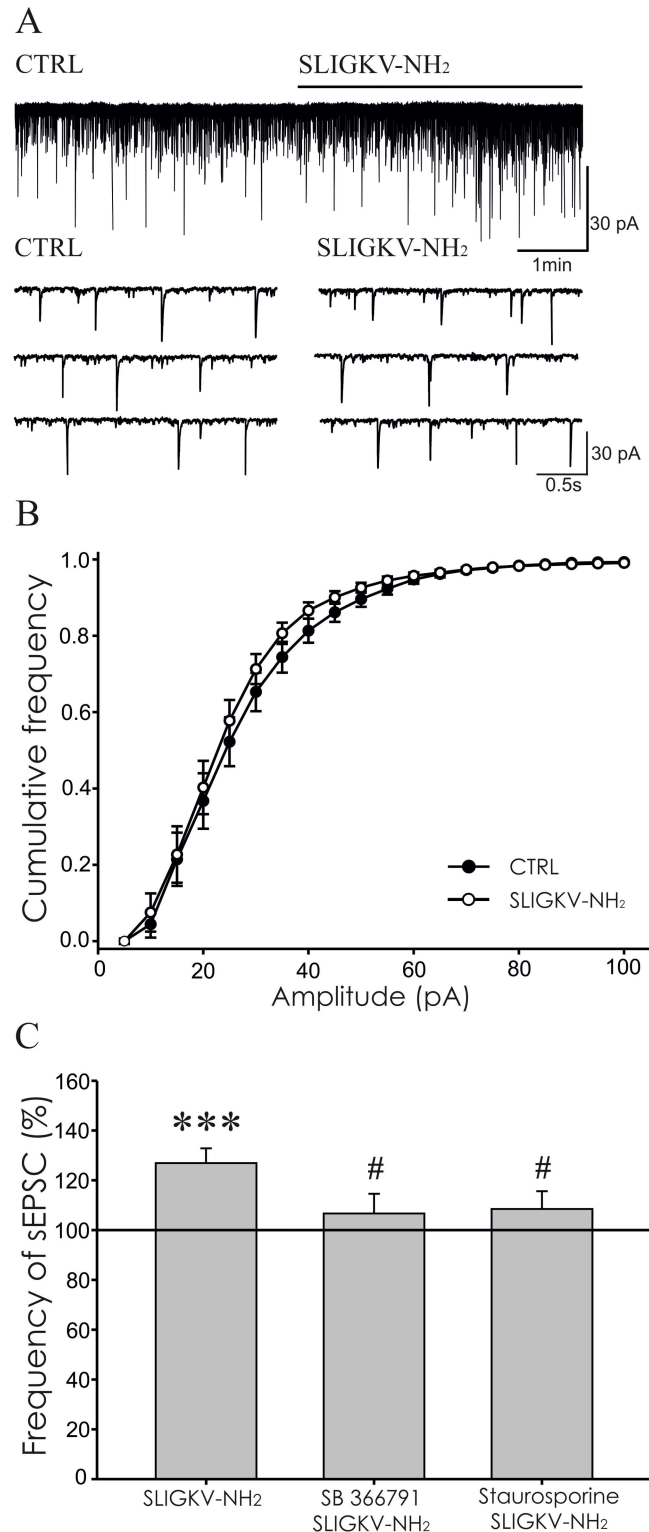 A
CTRL SLIGKV-NH₂
30 pA
1min
CTRL SLIGKV-NH₂
30 pA
0.5s
B
Cumulative frequency
1.0
0.8
0.6
0.4
0.2
0.0
0 20 40 60 80 100
Amplitude (pA)
CTRL
SLIGKV-NH₂
C
Frequency of sEPSC (%)
160
140
120
100
80
60
40
20
0
***
#
#
SLIGKV-NH₂
SB 366791
SLIGKV-NH₂
Staurosporine
SLIGKV-NH₂